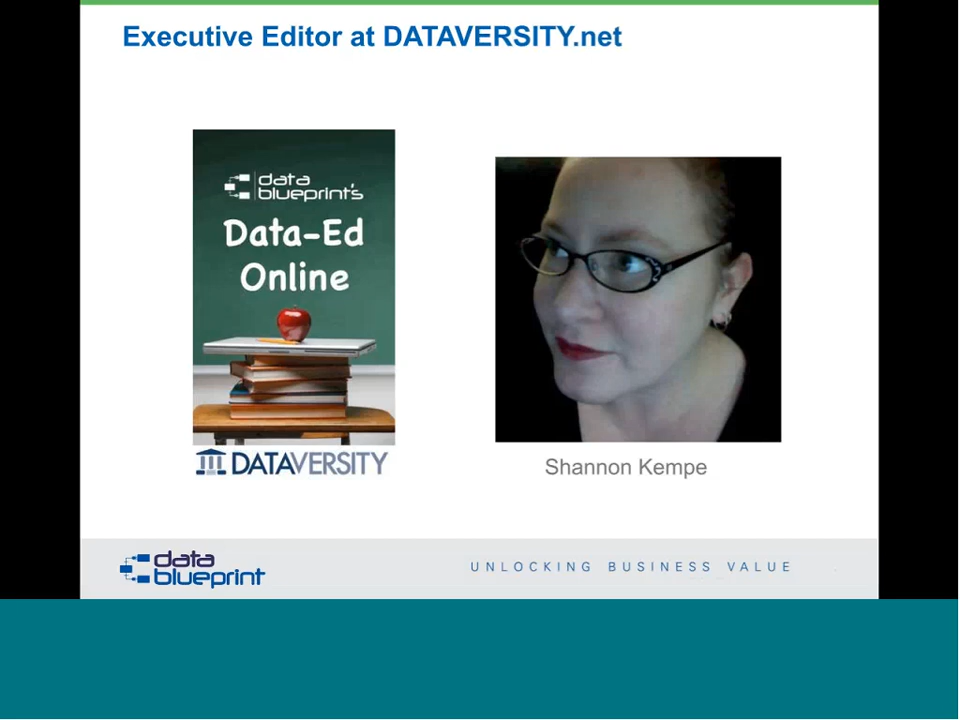 Executive Editor at DATAVERSITY.net
data
blueprint's
Data-Ed
Online
DATAVERSITY
Shannon Kempe
data
blueprint
UNLOCKING BUSINESS VALUE